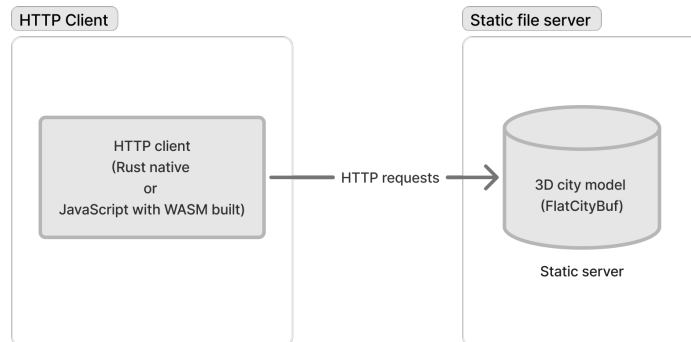 HTTP Client
Static file server
HTTP client
(Rust native
or
JavaScript with WASM built)
HTTP requests
3D city model
(FlatCityBuf)
Static server